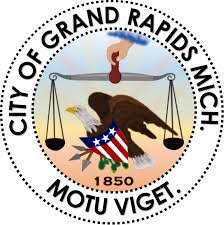 CITY OF GRAND RAPIDS MICH.
1850
MOTU VIGET